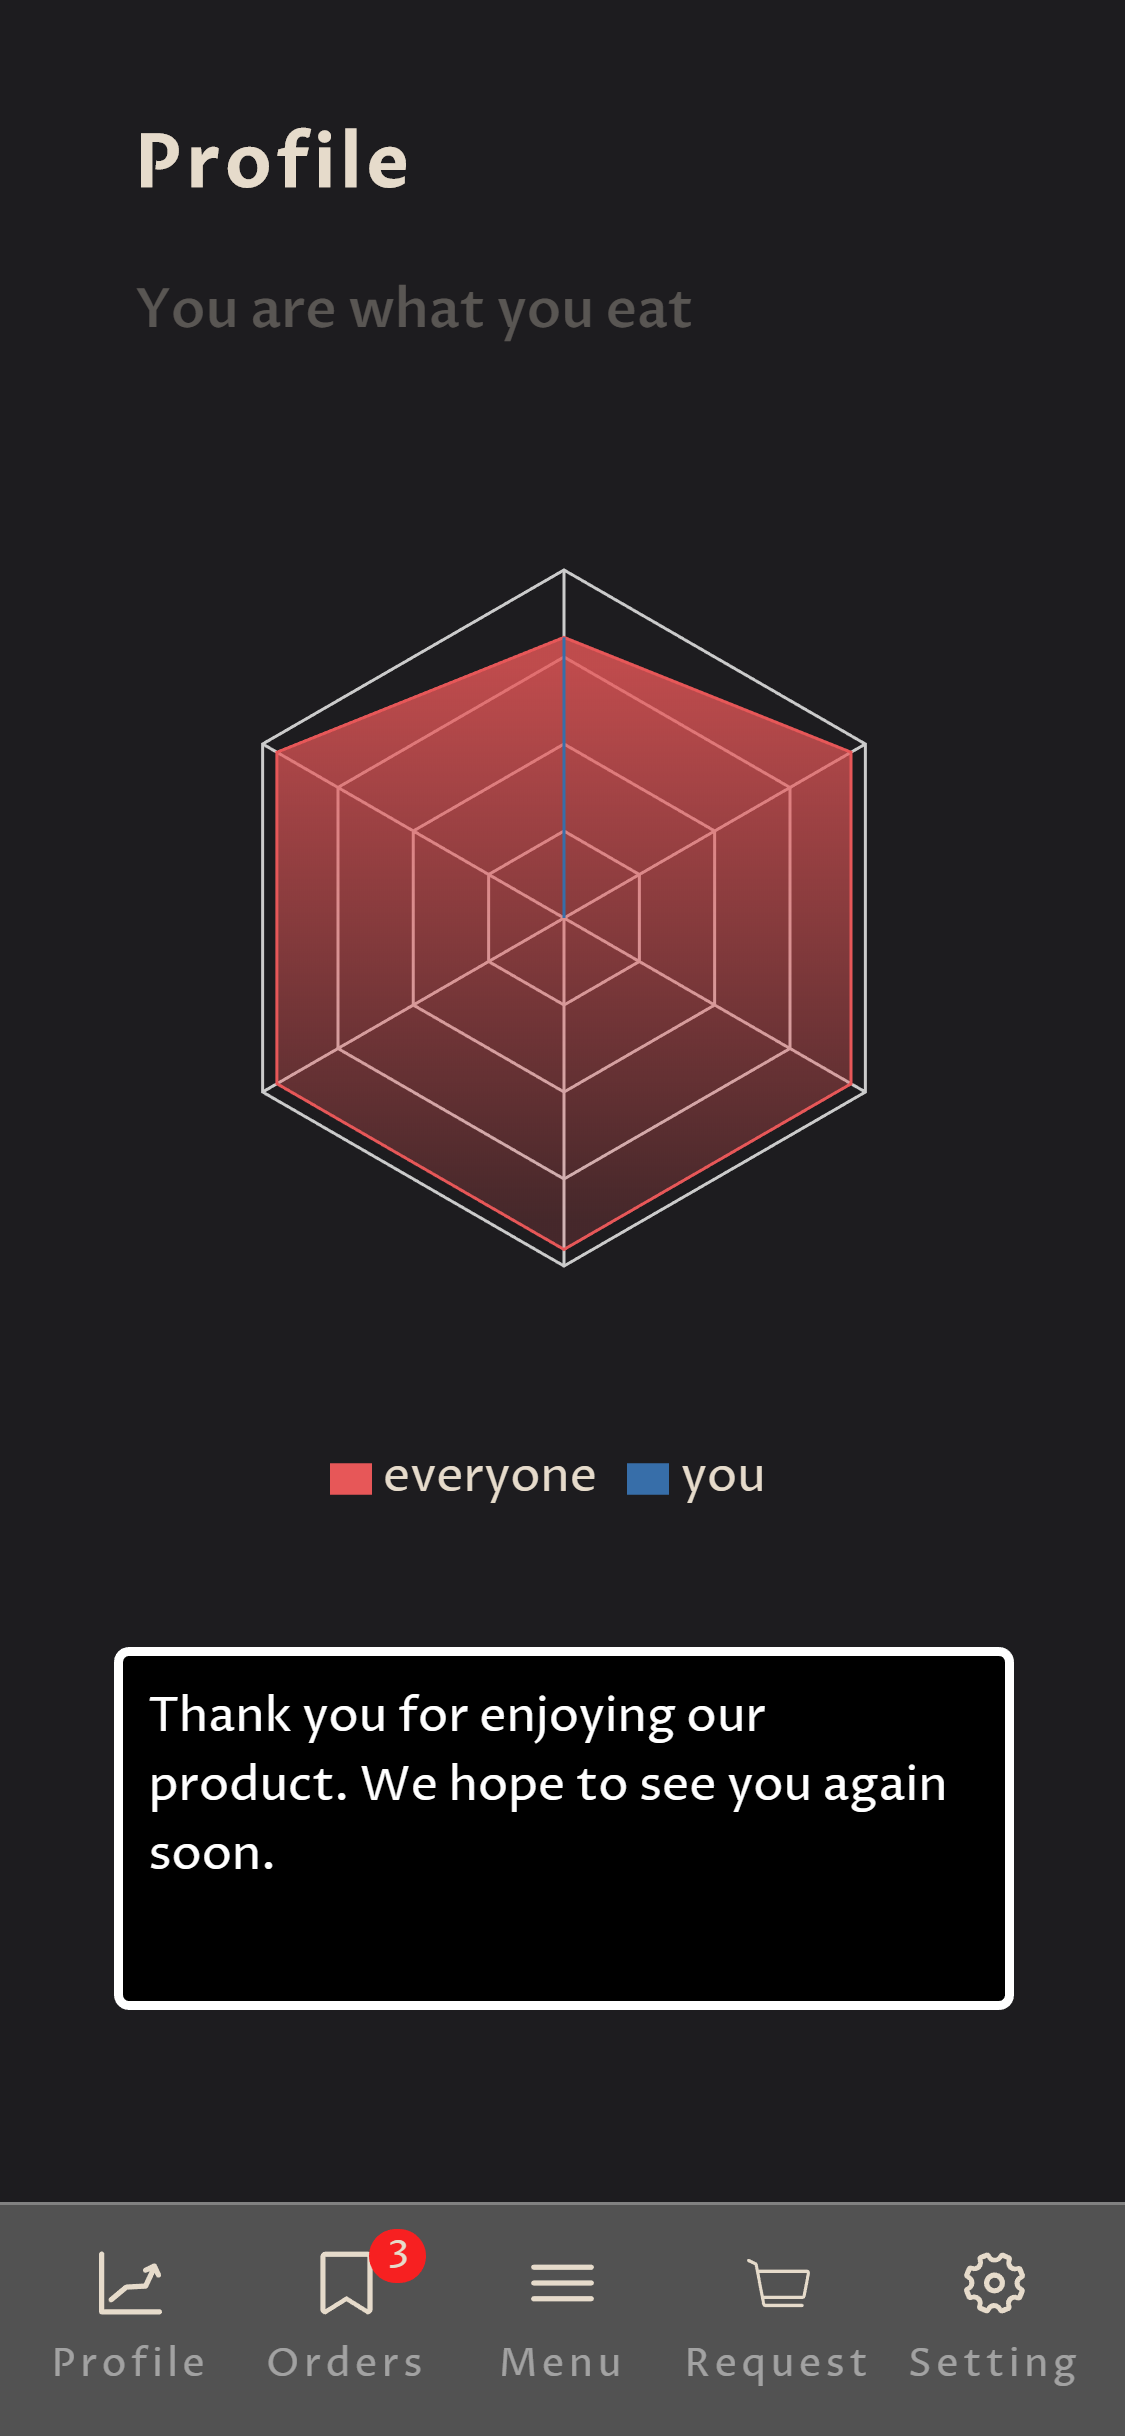 Profile
You are what you eat
everyone you
Thank you for enjoying our
product. We hope to see you again
soon.
3
Profile Orders Menu Request Setting